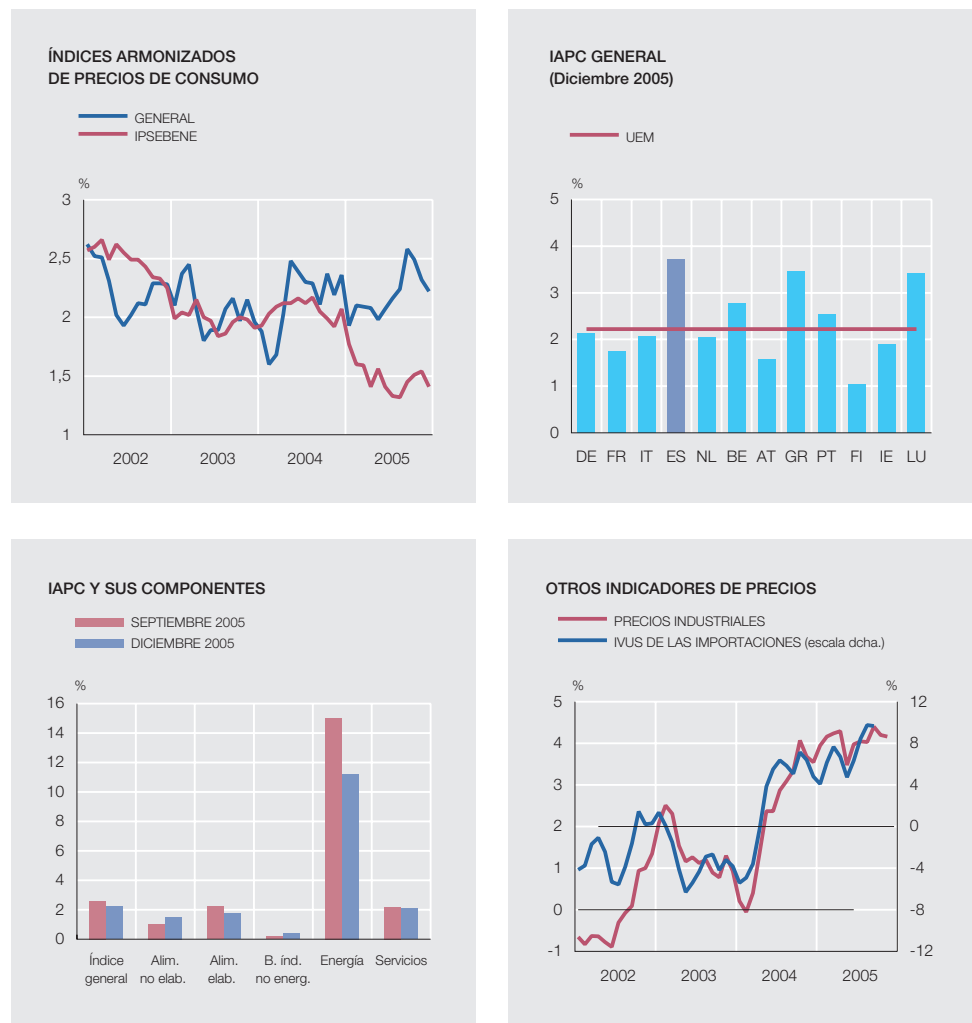 ÍNDICES ARMONIZADOS
DE PRECIOS DE CONSUMO
GENERAL
IPSEBENE
%
3
2,5
2
1,5
1
2002 2003 2004 2005
IAPC GENERAL
(Diciembre 2005)
UEM
%
5
4
3
2
1
0
DE FR IT ES NL BE AT GR PT FI IE LU
IAPC Y SUS COMPONENTES
SEPTIEMBRE 2005
DICIEMBRE 2005
%
16
14
12
10
8
6
4
2
0
Índice Alim. Alim. B. índ. Energía Servicios
general no elab. elab. no energ.
OTROS INDICADORES DE PRECIOS
PRECIOS INDUSTRIALES
IVUS DE LAS IMPORTACIONES (escala dcha.)
% %
5 12
4 8
3 4
2 0
1 -4
0 -8
-1 -12
2002 2003 2004 2005